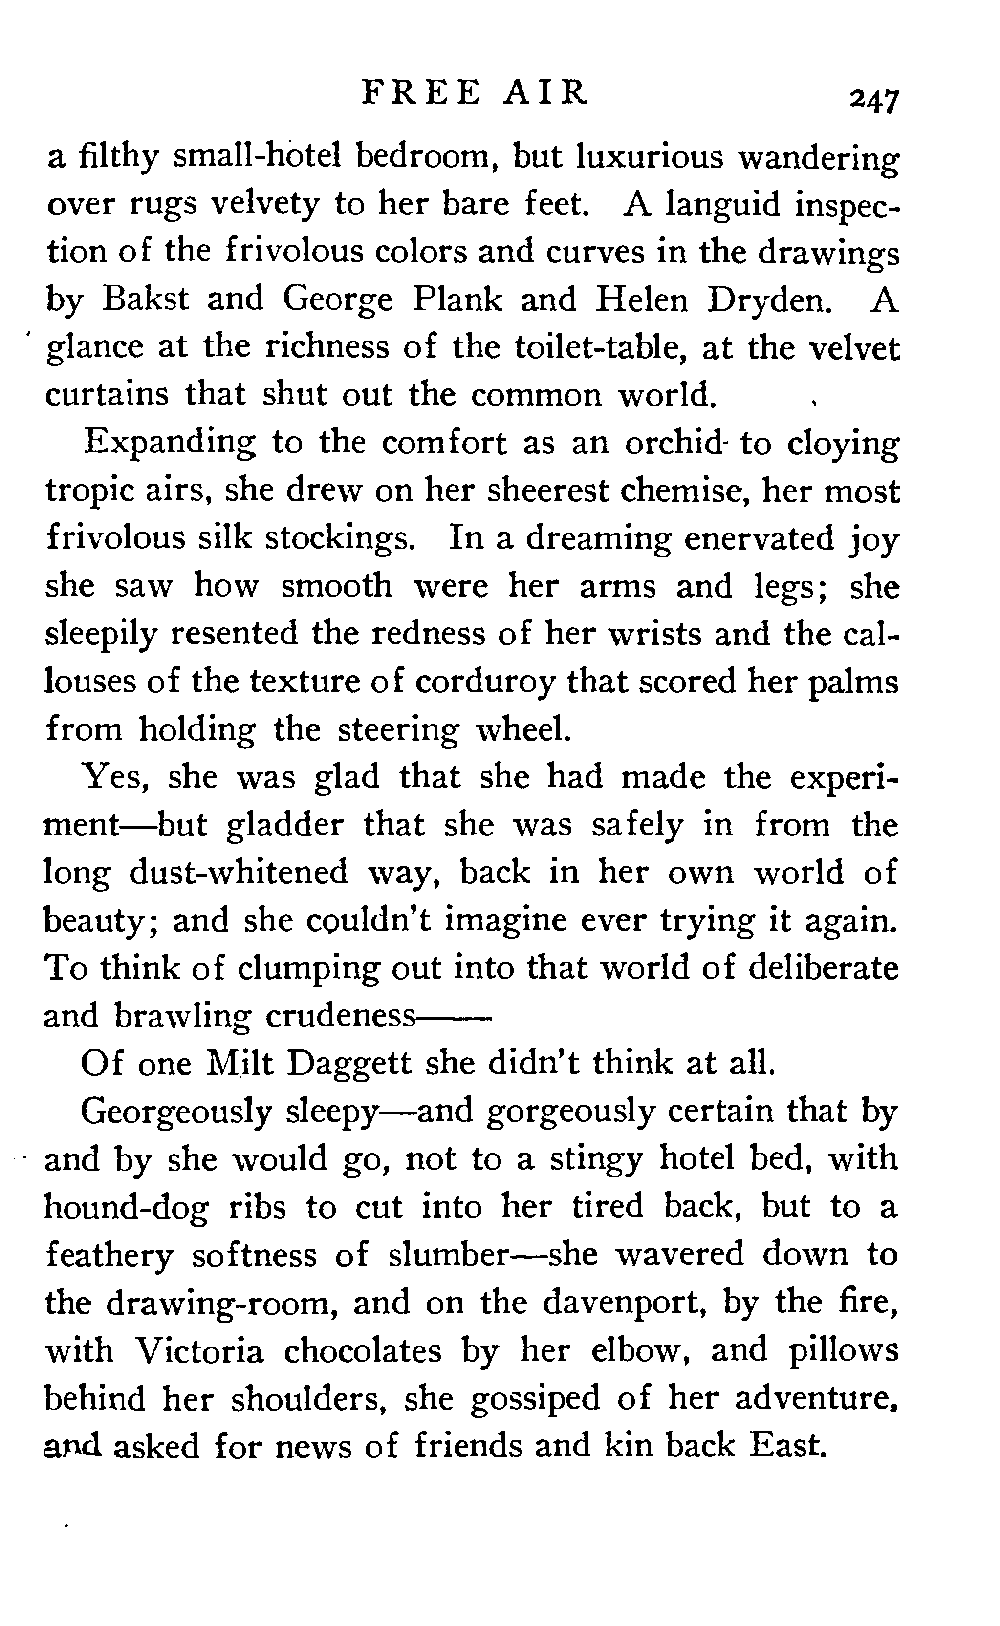 FREE AIR 247
a filthy small-hotel bedroom, but luxurious wandering
over rugs velvety to her bare feet. A languid inspec-
tion of the frivolous colors and curves in the drawings
by Bakst and George Plank and Helen Dryden. A
glance at the richness of the toilet-table, at the velvet
curtains that shut out the common world.
Expanding to the comfort as an orchid to cloying
tropic airs, she drew on her sheerest chemise, her most
frivolous silk stockings. In a dreaming enervated joy
she saw how smooth were her arms and legs; she
sleepily resented the redness of her wrists and the cal-
louses of the texture of corduroy that scored her palms
from holding the steering wheel.
Yes, she was glad that she had made the experi-
ment—but gladder that she was safely in from the
long dust-whitened way, back in her own world of
beauty; and she couldn't imagine ever trying it again.
To think of clumping out into that world of deliberate
and brawling crudeness——
Of one Milt Daggett she didn't think at all.
Georgeously sleepy—and gorgeously certain that by
and by she would go, not to a stingy hotel bed, with
hound-dog ribs to cut into her tired back, but to a
feathery softness of slumber—she wavered down to
the drawing-room, and on the davenport, by the fire,
with Victoria chocolates by her elbow, and pillows
behind her shoulders, she gossiped of her adventure,
and asked for news of friends and kin back East.